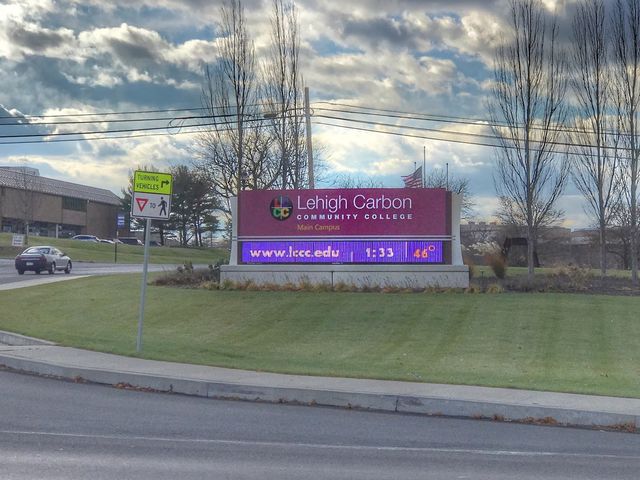 TURNING
VEHICLES
TO
Lehigh Carbon
COMMUNITY COLLEGE
Main Campus
www.lccc.edu 1:33 46°